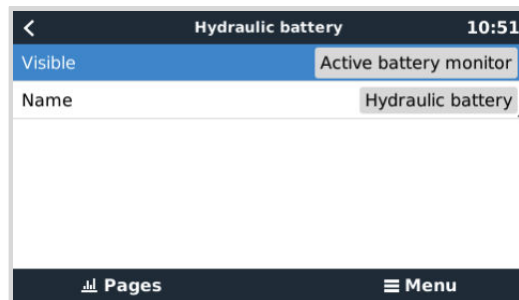 Hydraulic battery 10:51
Visible Active battery monitor
Name Hydraulic battery
Pages Menu